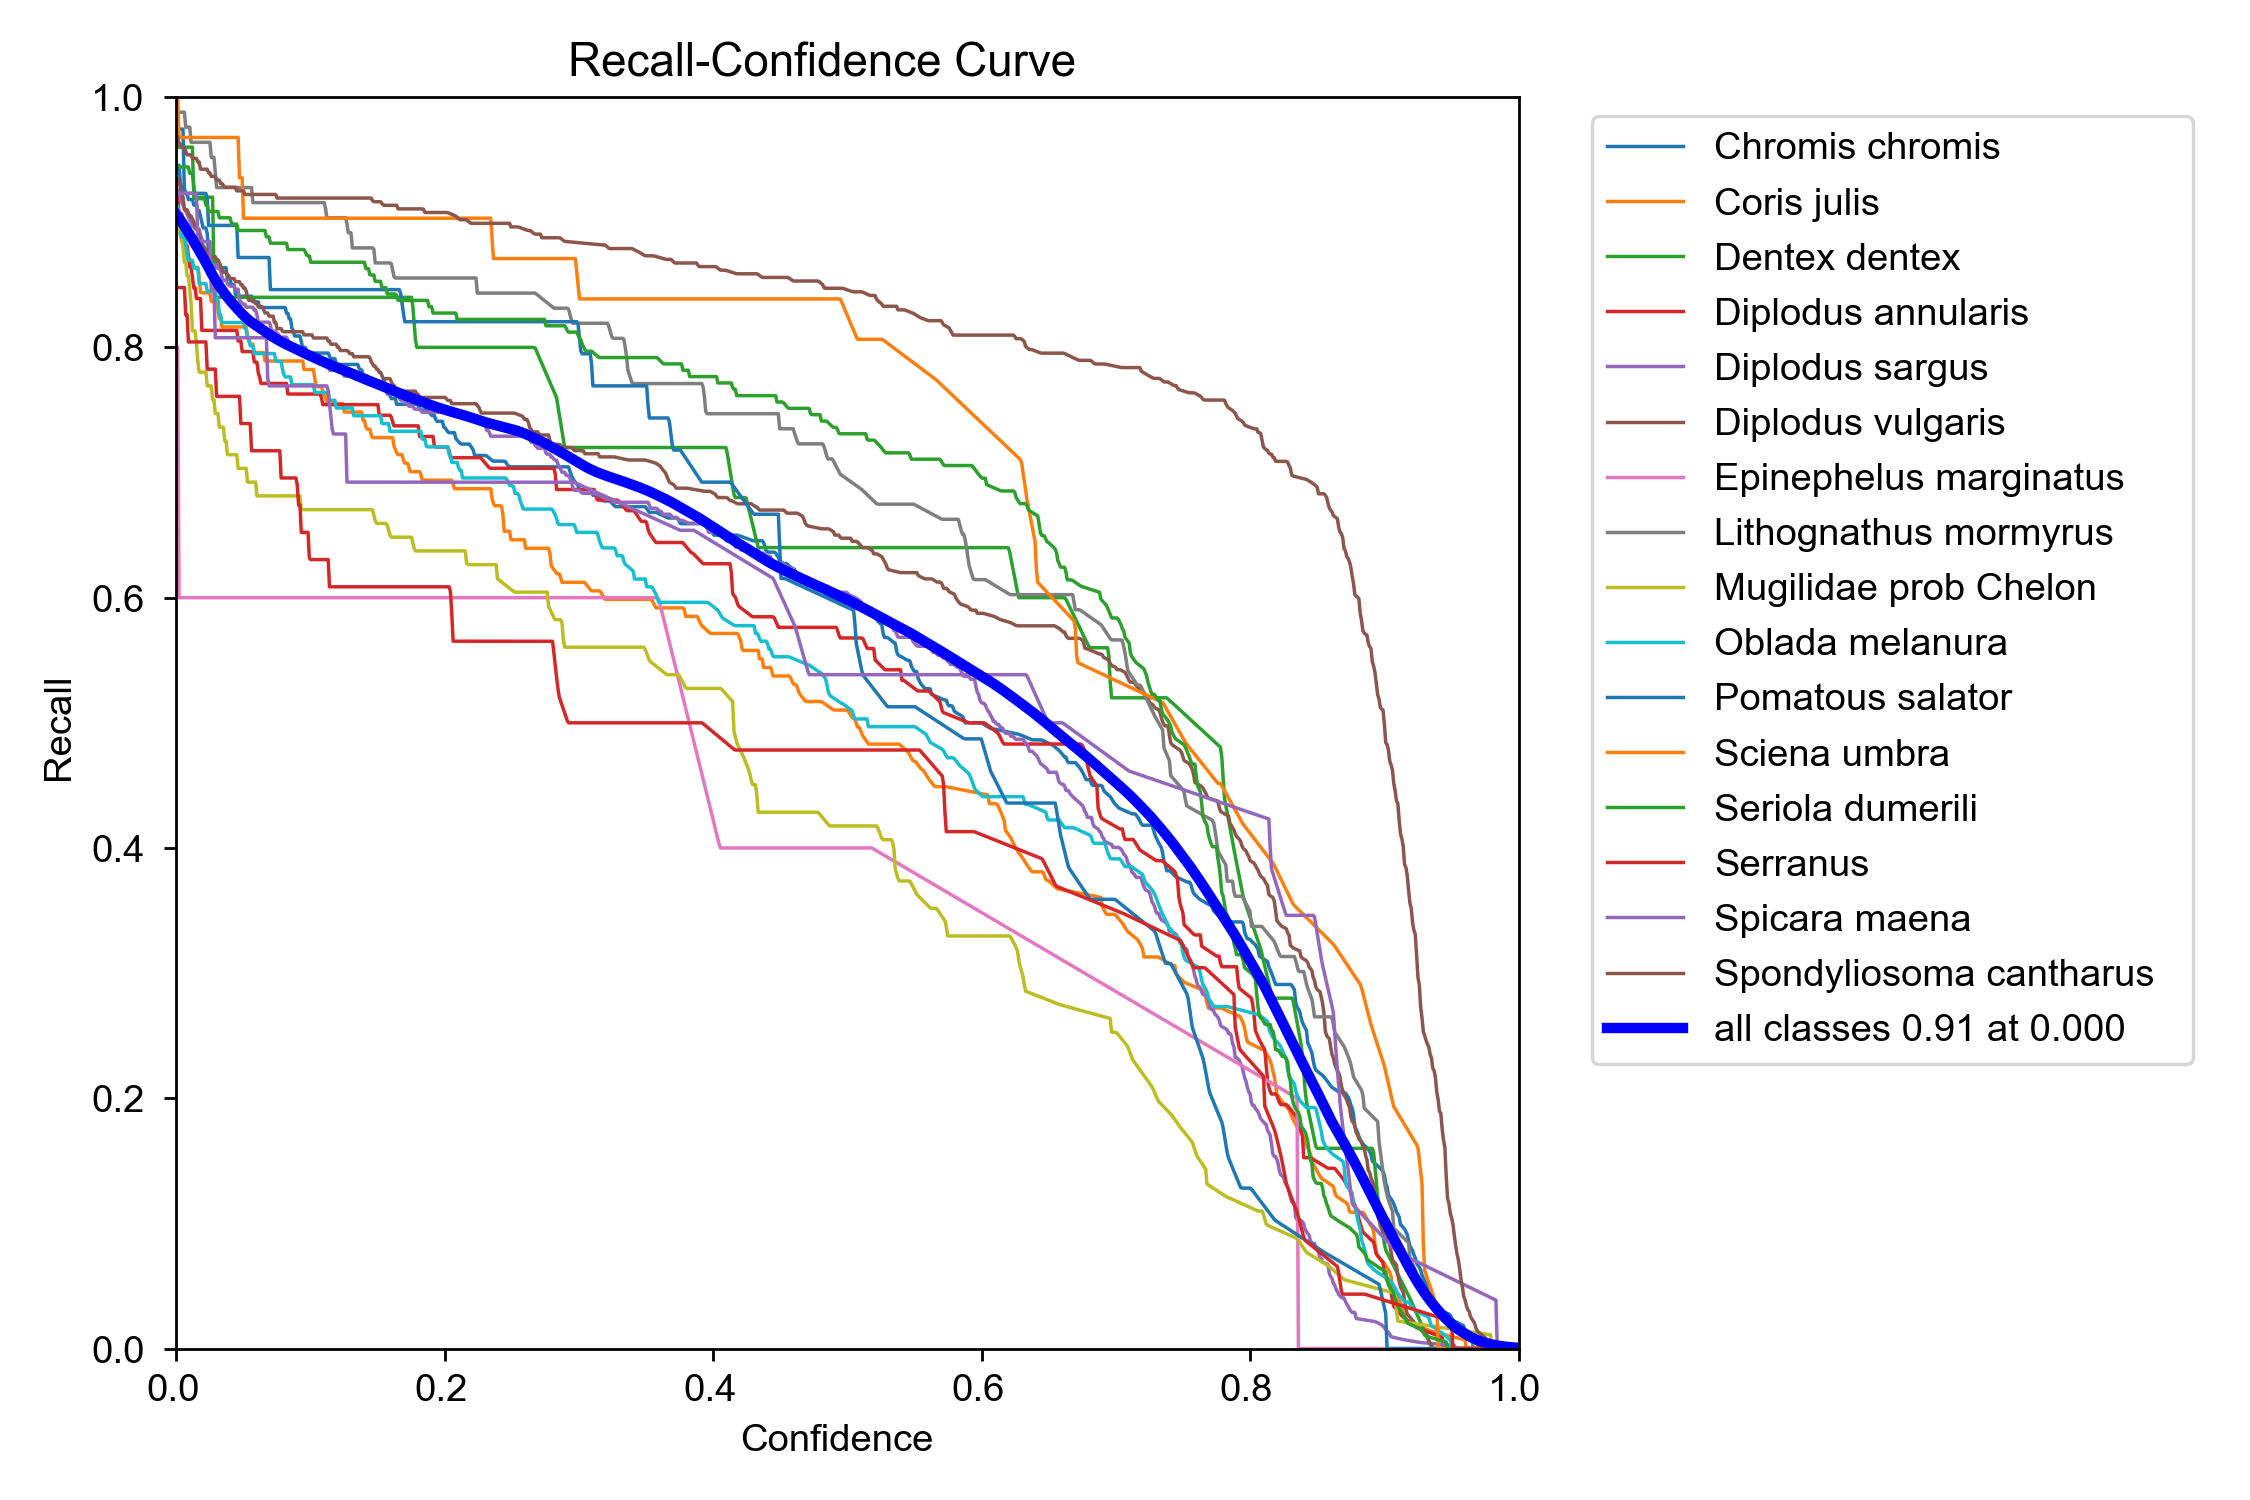 Recall-Confidence Curve
1.0
0.8
0.6
0.4
0.2
0.0
Recall
0.0 0.2 0.4 0.6 0.8 1.0
Confidence
Chromis chromis
Coris julis
Dentex dentex
Diplodus annularis
Diplodus sargus
Diplodus vulgaris
Epinephelus marginatus
Lithognathus mormyrus
Mugilidae prob Chelon
Oblada melanura
Pomatous salator
Sciena umbra
Seriola dumerili
Serranus
Spicara maena
Spondyliosoma cantharus
all classes 0.91 at 0.000